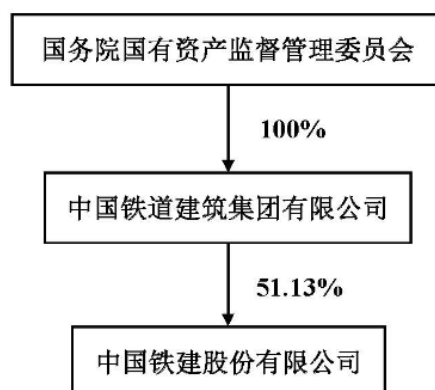 国务院国有资产监督管理委员会
100%
中国铁道建筑集团有限公司
51.13%
中国铁建股份有限公司